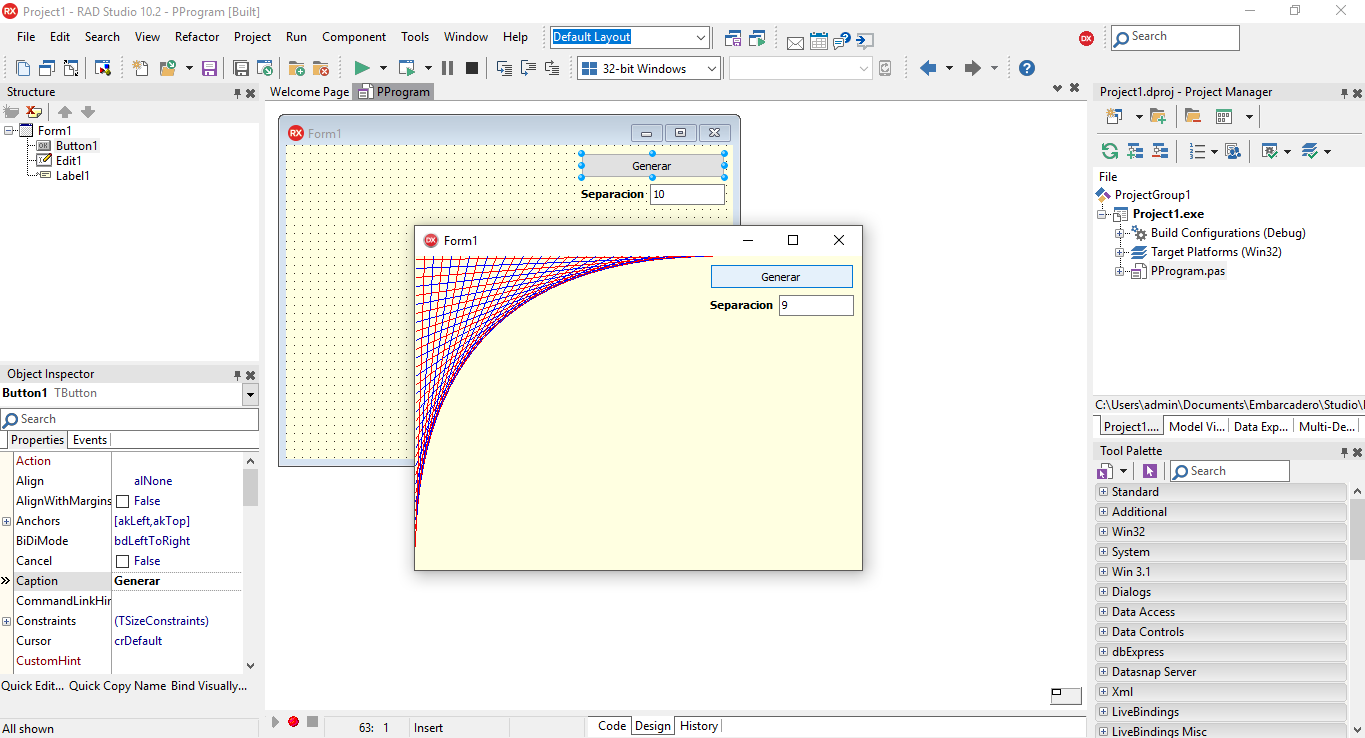 Project1 - RAD Studio 10.2 - PProgram [Built]
File Edit Search View Refactor Project Run Component Tools Window Help
Default Layout
Search
32-bit Windows
Structure
Form1
Button1
Edit1
Label1
Object Inspector
Button1 TButton
Search
Properties Events
Action
Align alNone
AlignWithMargins False
Anchors [akLeft,akTop]
BiDiMode bdLeftToRight
Cancel False
Caption Generar
CommandLinkHir
Constraints (TSizeConstraints)
Cursor crDefault
CustomHint
Quick Edit... Quick Copy Name Bind Visually...
All shown
Welcome Page PProgram
Form1
Generar
Separacion 10
Form1
Generar
Separacion 9
63: 1 Insert
Code Design History
Project1.dproj - Project Manager
File
ProjectGroup1
Project1.exe
Build Configurations (Debug)
Target Platforms (Win32)
PProgram.pas
C:\Users\admin\Documents\Embarcadero\Studio\
Project1.... Model Vi... Data Exp... Multi-De...
Tool Palette
Search
Standard
Additional
Win32
System
Win 3.1
Dialogs
Data Access
Data Controls
dbExpress
Datasnap Server
Xml
LiveBindings
LiveBindings Misc